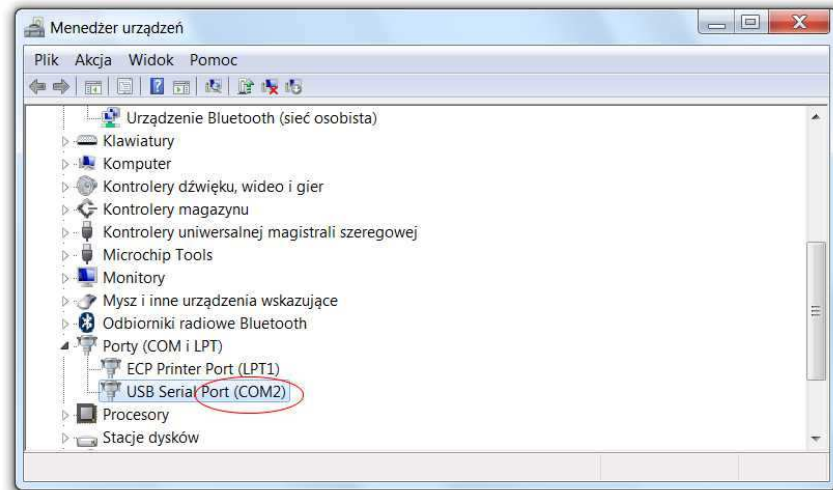 Menedżer urządzeń
Plik Akcja Widok Pomoc
Urządzenie Bluetooth (sieć osobista)
Klawiatury
Komputer
Kontrolery dźwięku, wideo i gier
Kontrolery magazynu
Kontrolery uniwersalnej magistrali szeregowej
Microchip Tools
Monitory
Mysz i inne urządzenia wskazujące
Odbiorniki radiowe Bluetooth
Porty (COM i LPT)
ECP Printer Port (LPT1)
USB Serial Port (COM2)
Procesory
Stacje dysków